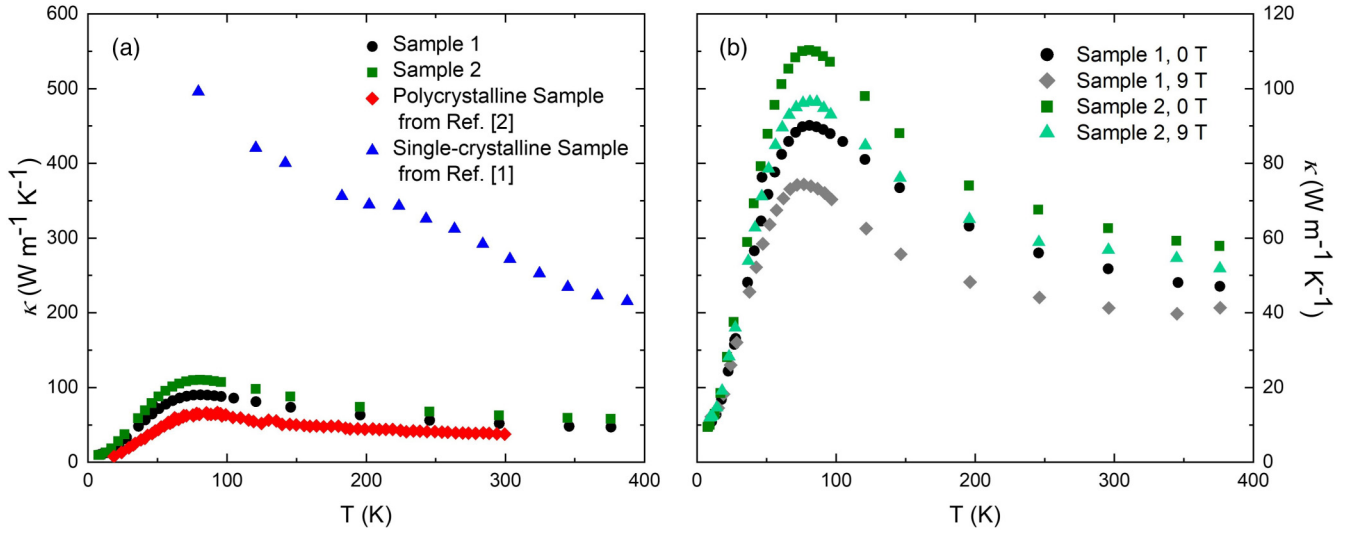 600
500
400
300
200
100
0
κ (W m⁻¹ K⁻¹)
(a)
Sample 1
Sample 2
Polycrystalline Sample
from Ref. [2]
Single-crystalline Sample
from Ref. [1]
0
100
200
300
400
T (K)
(b)
Sample 1, 0 T
Sample 1, 9 T
Sample 2, 0 T
Sample 2, 9 T
120
100
80
60
40
20
0
κ (W m⁻¹ K⁻¹)
0
100
200
300
400
T (K)